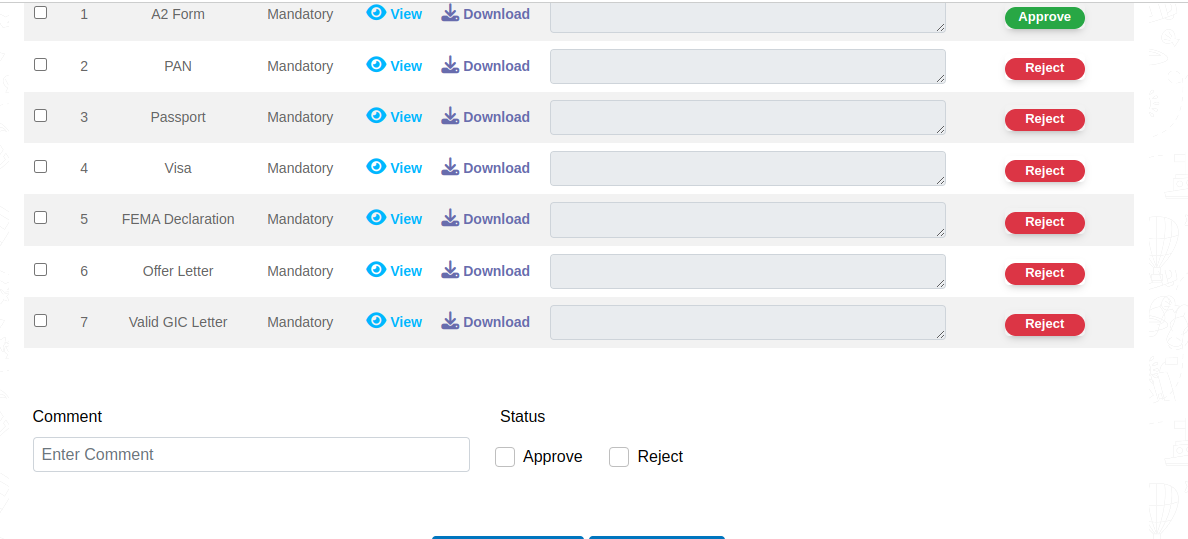 1 A2 Form Mandatory View Download Approve
2 PAN Mandatory View Download Reject
3 Passport Mandatory View Download Reject
4 Visa Mandatory View Download Reject
5 FEMA Declaration Mandatory View Download Reject
6 Offer Letter Mandatory View Download Reject
7 Valid GIC Letter Mandatory View Download Reject
Comment Status
Enter Comment Approve Reject